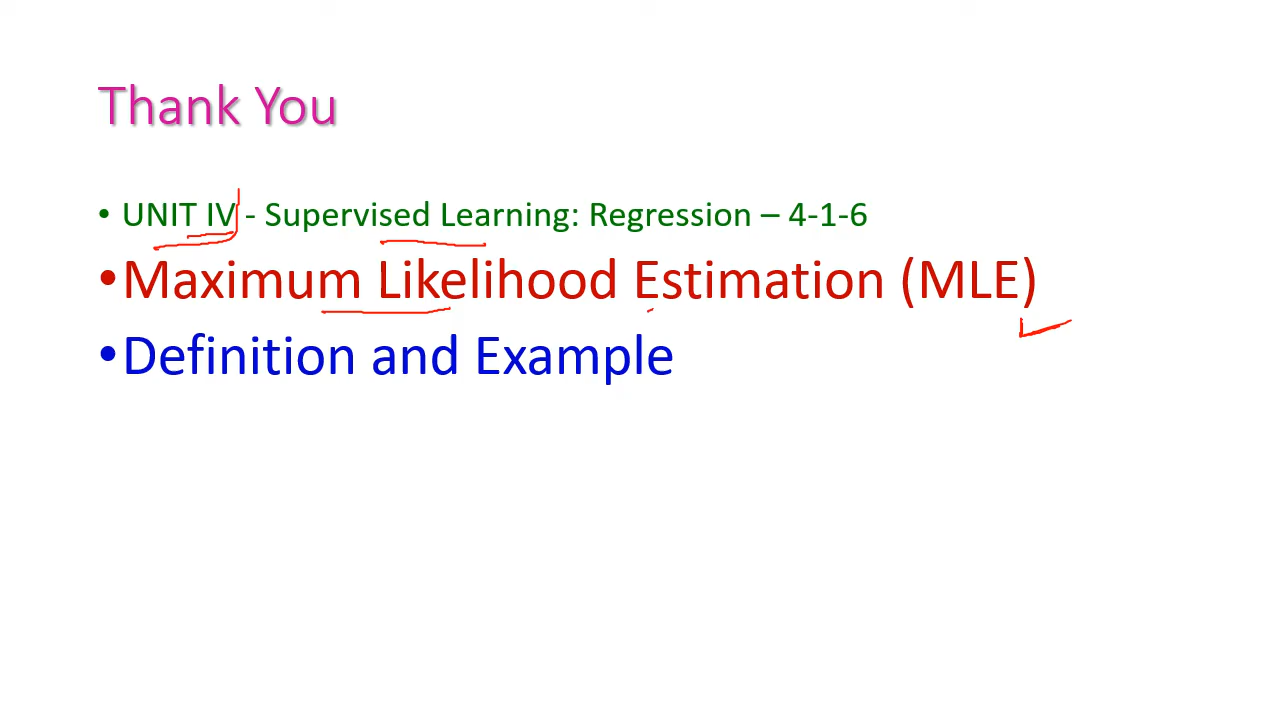 Thank You
• UNIT IV - Supervised Learning: Regression – 4-1-6
•Maximum Likelihood Estimation (MLE)
•Definition and Example